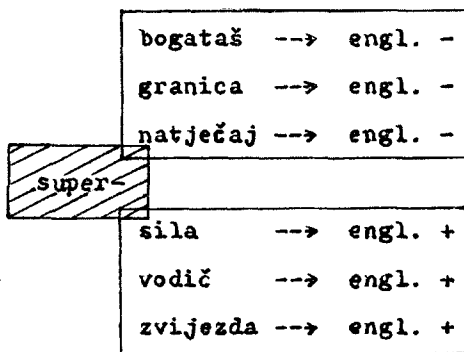 bogataš --> engl. -
granica --> engl. -
natječaj --> engl. -
super-
sila --> engl. +
vodič --> engl. +
zvijezda --> engl. +